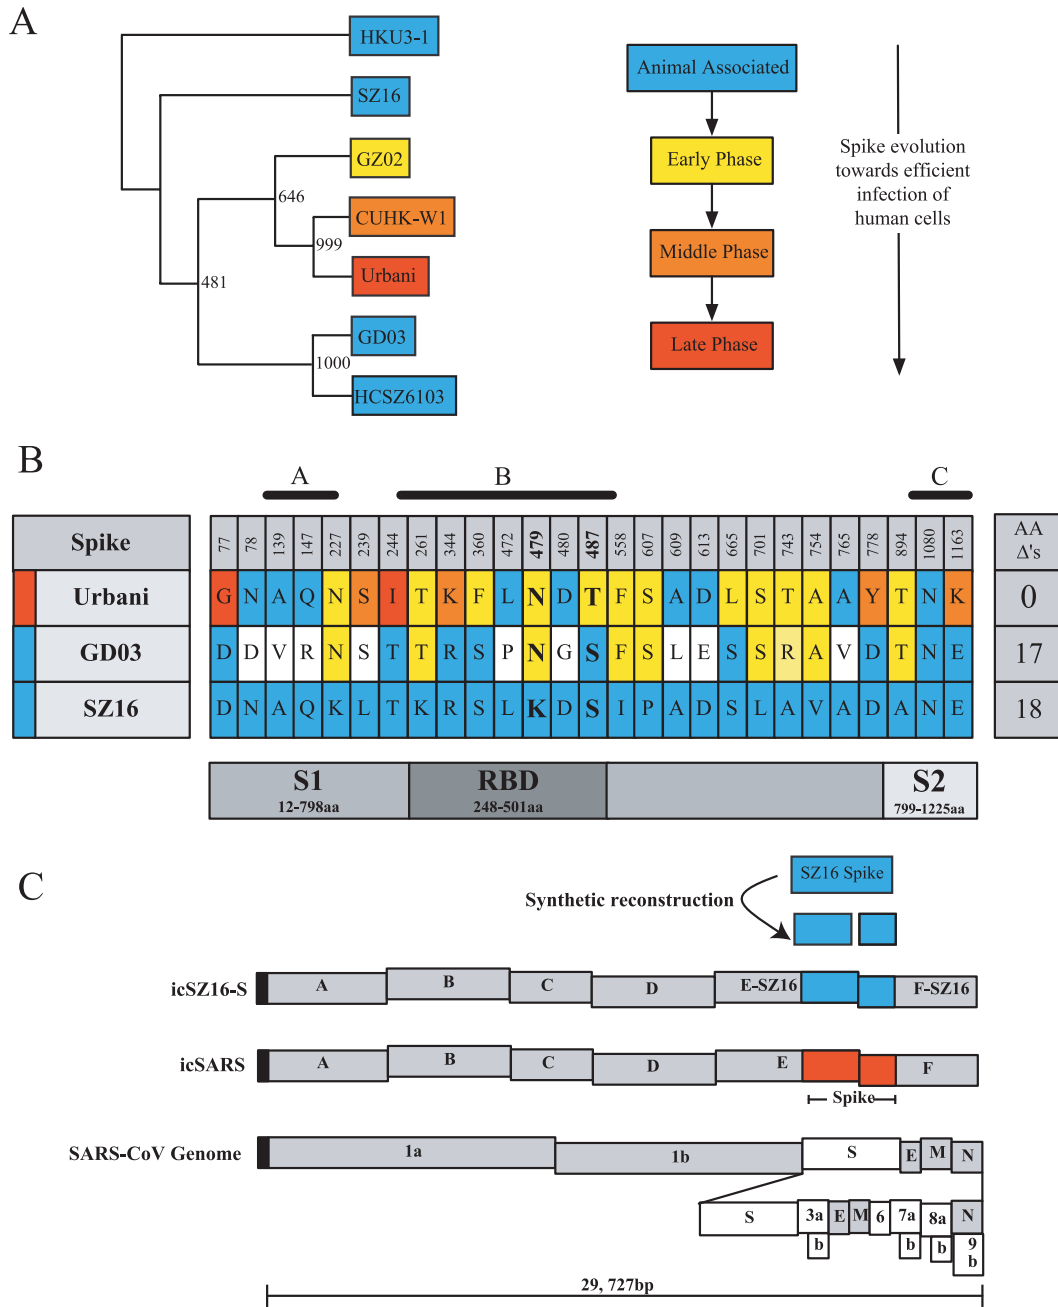 A
HKU3-1
SZ16
GZ02
646
CUHK-W1
999
Urbani
481
GD03
1000
HCSZ6103
Animal Associated
Early Phase
Middle Phase
Late Phase
Spike evolution
towards efficient
infection of
human cells
B
A B C
Spike 77 78 139 147 227 239 244 261 344 360 472 479 480 487 558 607 609 613 665 701 743 754 765 778 894 1080 1163 AA Δ's
Urbani G N A Q N S I T K F L N D T F S A D L S T A A Y T N K 0
GD03 D D V R N S T T R S P N G S F S L E S S R A V D T N E 17
SZ16 D N A Q K L T K R S L K D S I P A D S L A V A D A N E 18
S1 RBD S2
12-798aa 248-501aa 799-1225aa
C
SZ16 Spike
Synthetic reconstruction
icSZ16-S A B C D E-SZ16 F-SZ16
icSARS A B C D E F
Spike
SARS-CoV Genome 1a 1b S E M N
S 3a E M 6 7a 8a N
b b b 9b
29, 727bp